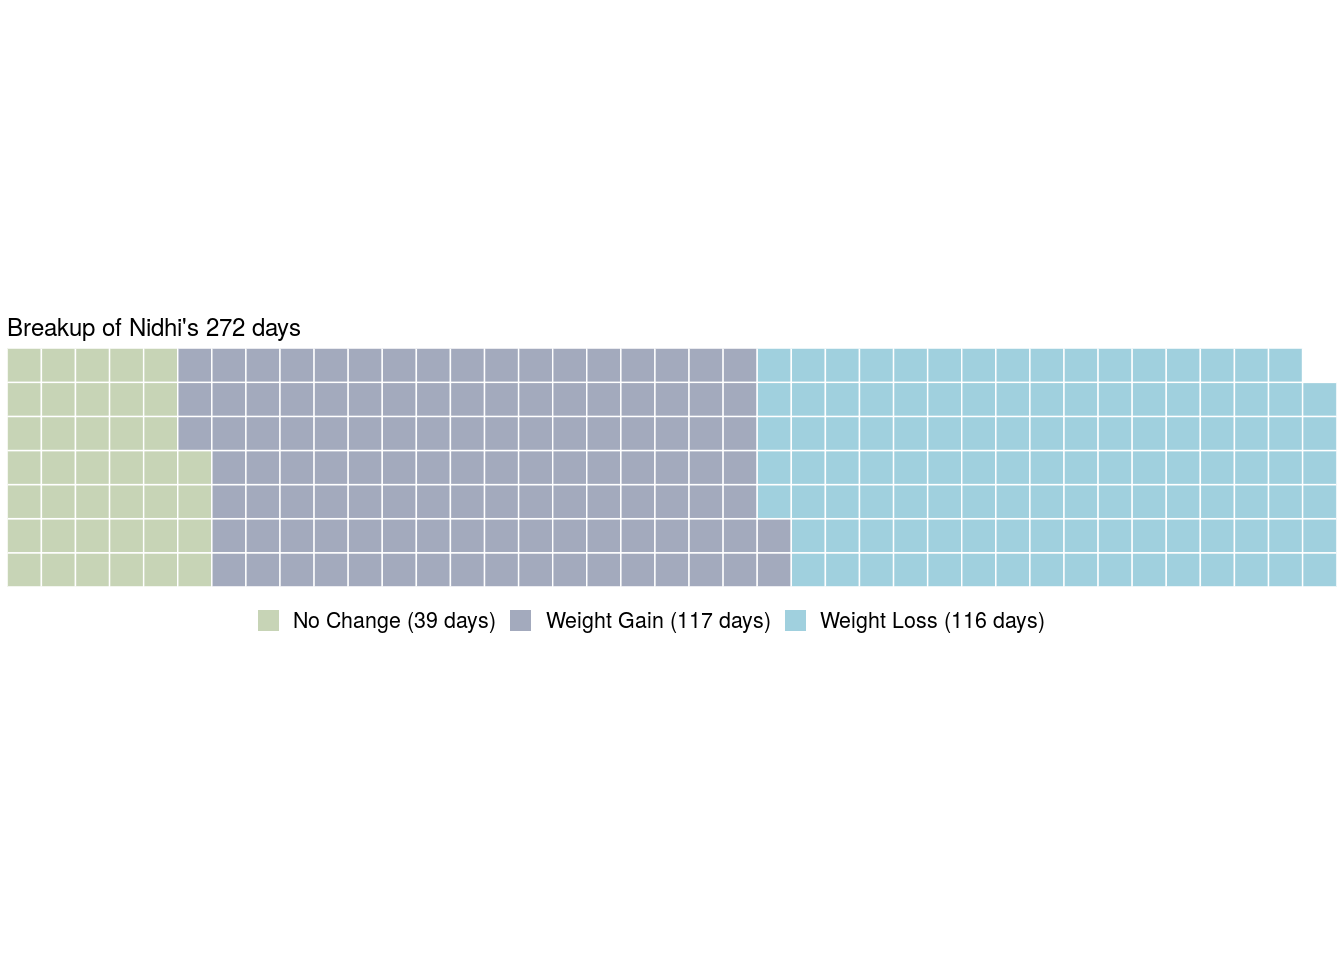 Breakup of Nidhi's 272 days
No Change (39 days) Weight Gain (117 days) Weight Loss (116 days)